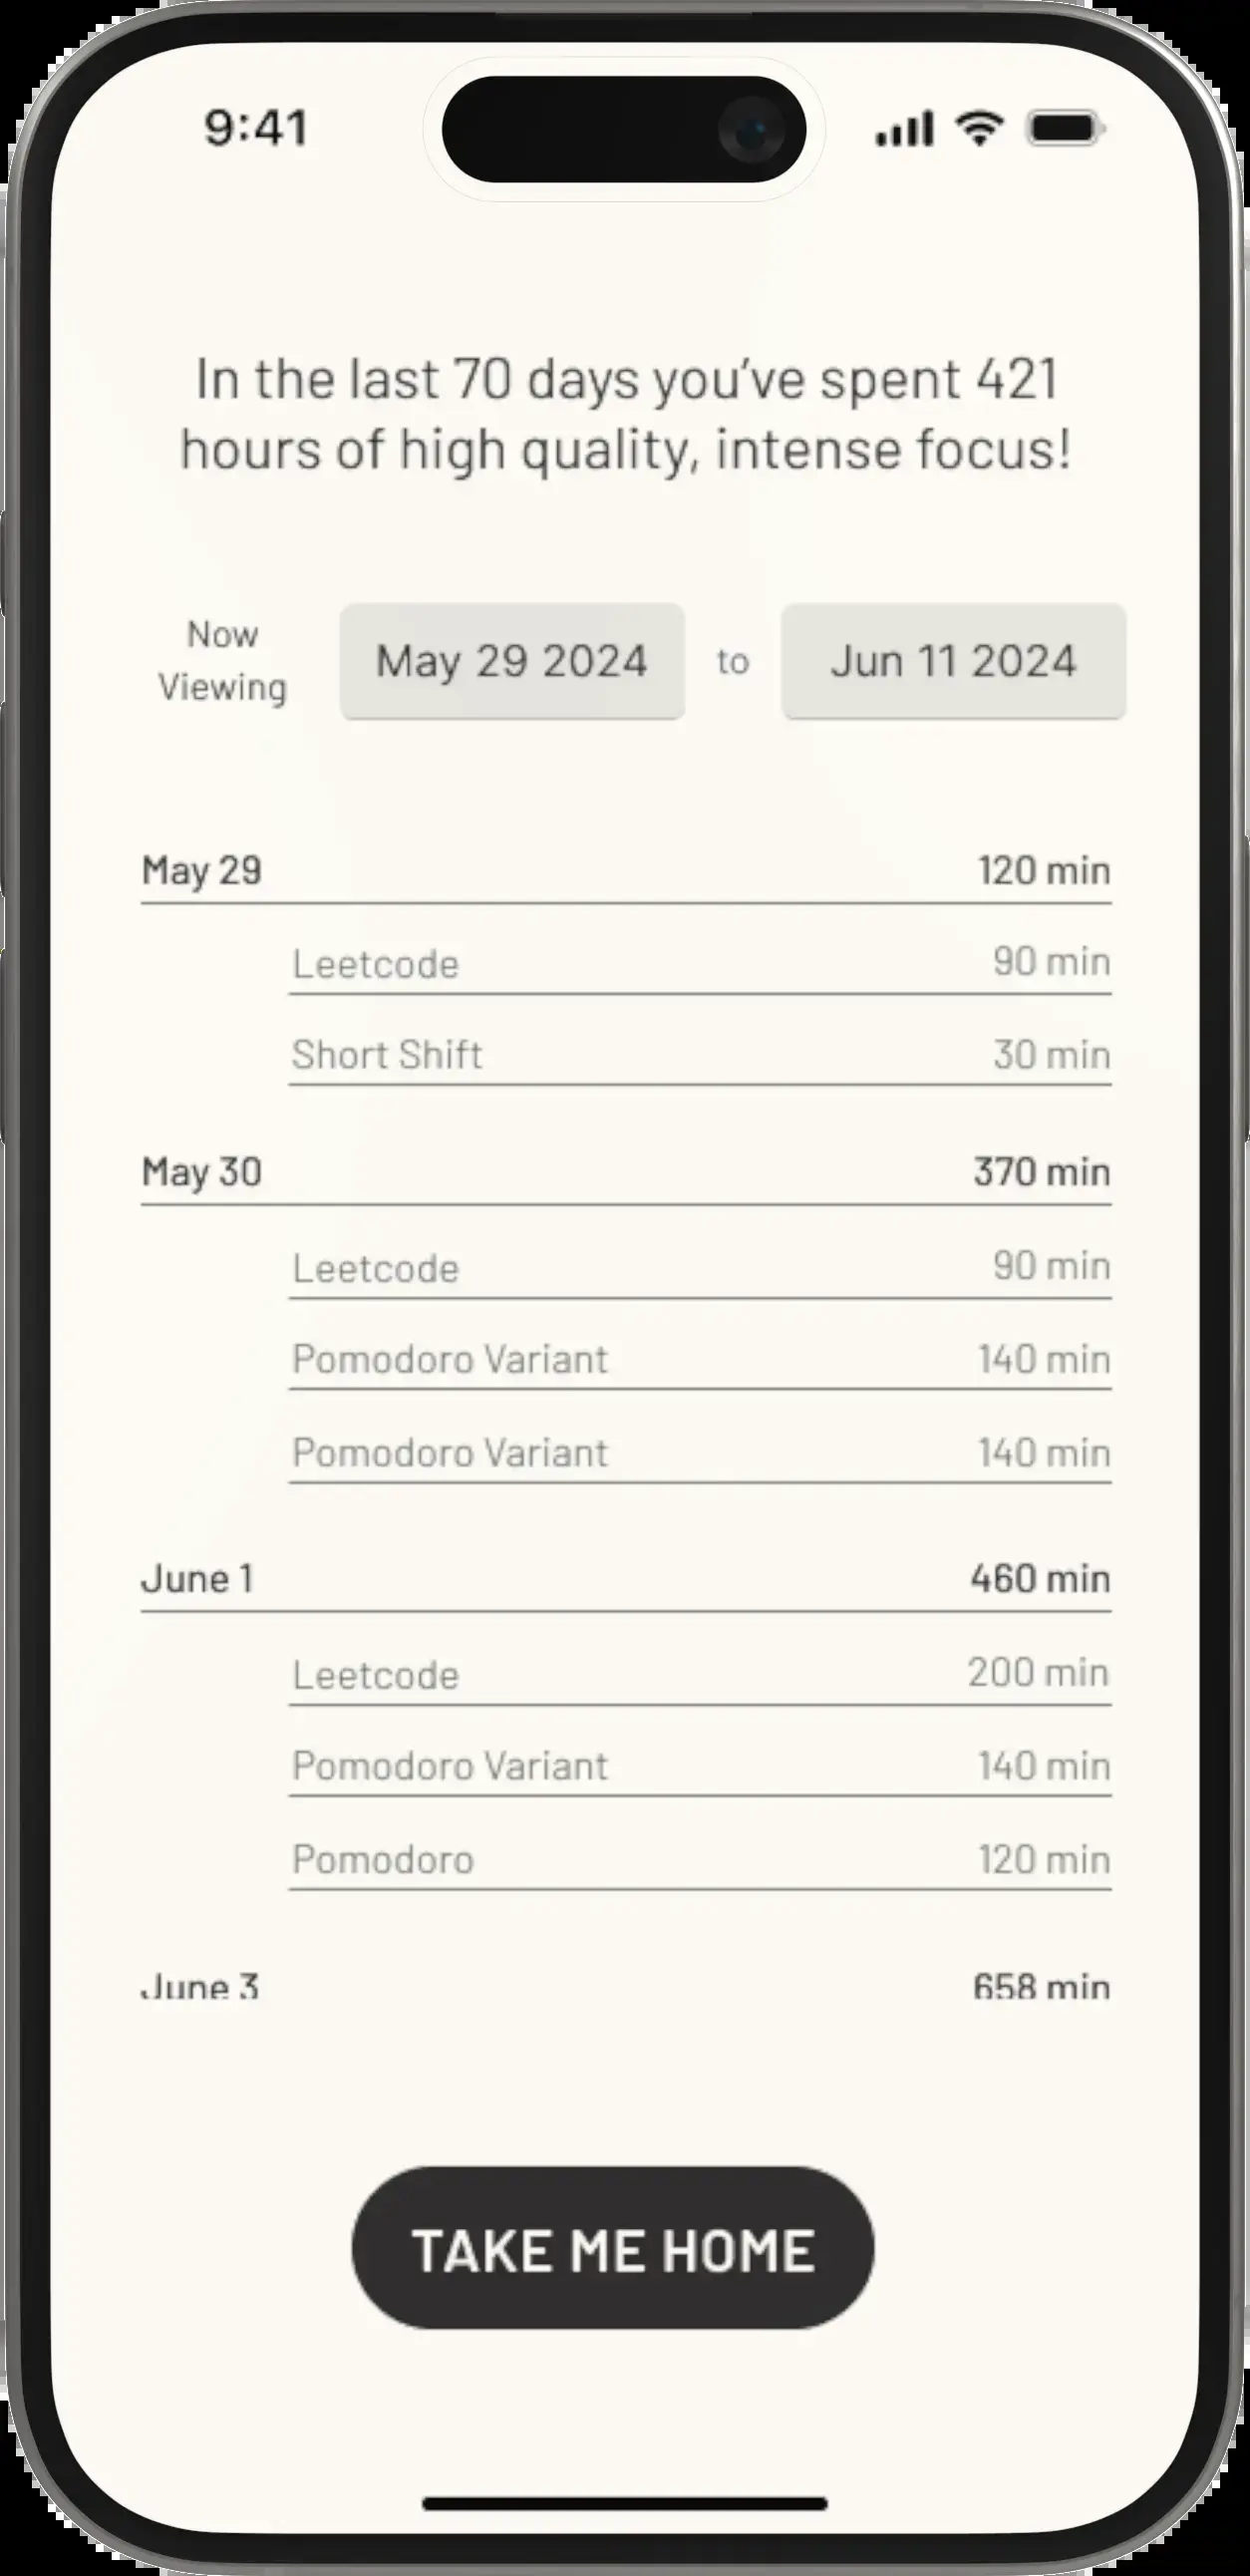 9:41
In the last 70 days you've spent 421
hours of high quality, intense focus!
Now
Viewing
May 29 2024 to Jun 11 2024
May 29 120 min
Leetcode 90 min
Short Shift 30 min
May 30 370 min
Leetcode 90 min
Pomodoro Variant 140 min
Pomodoro Variant 140 min
June 1 460 min
Leetcode 200 min
Pomodoro Variant 140 min
Pomodoro 120 min
June 3 658 min
TAKE ME HOME